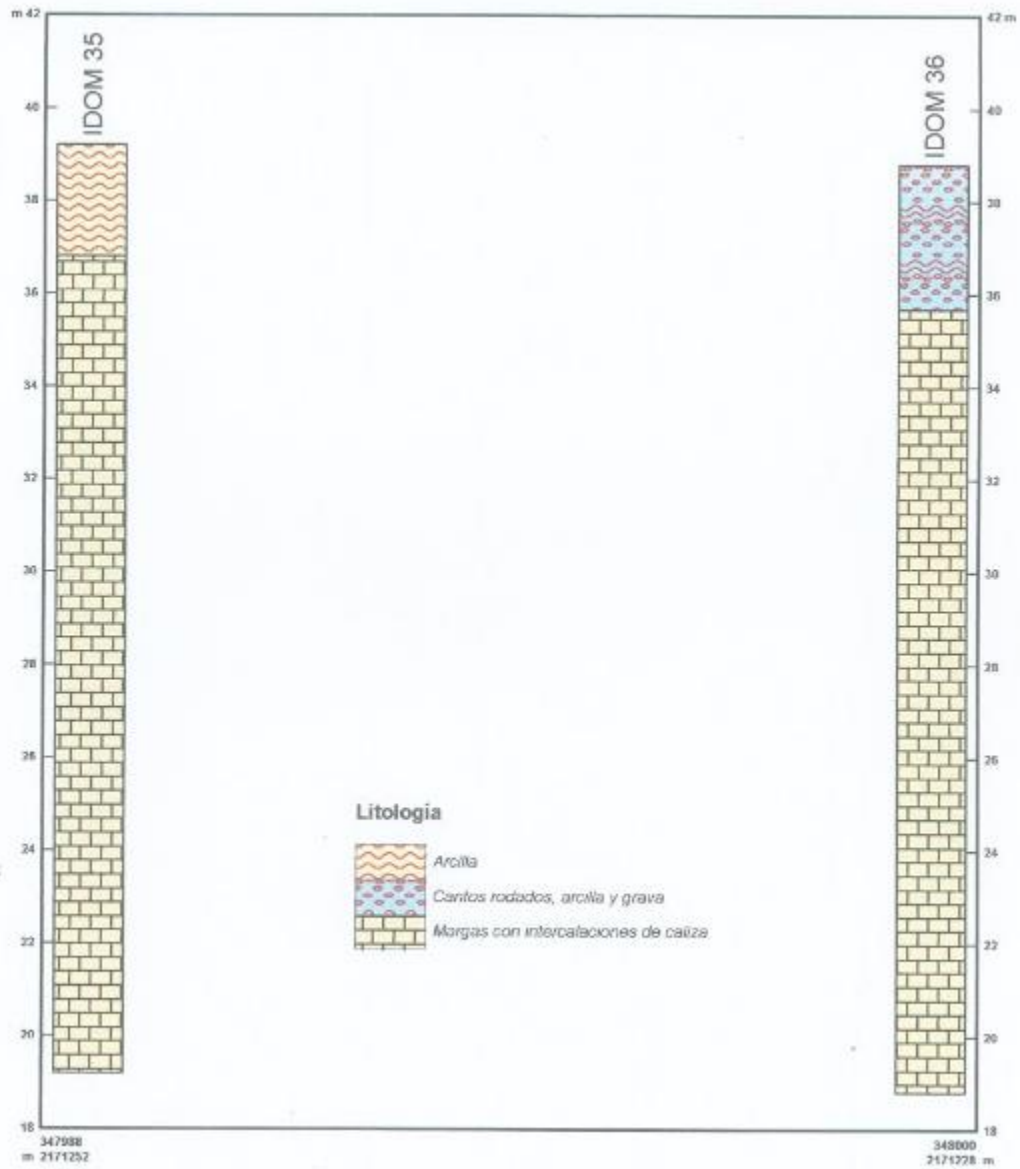 m 42
42 m
IDOM 35
IDOM 36
40
40
38
38
36
36
34
34
32
32
30
30
28
28
26
26
24
24
22
22
20
20
18
18
Litologia
Arcilla
Cantos rodados, arcilla y grava
Margas con intercalaciones de caliza
347988
m 2171252
348000
2171228 m